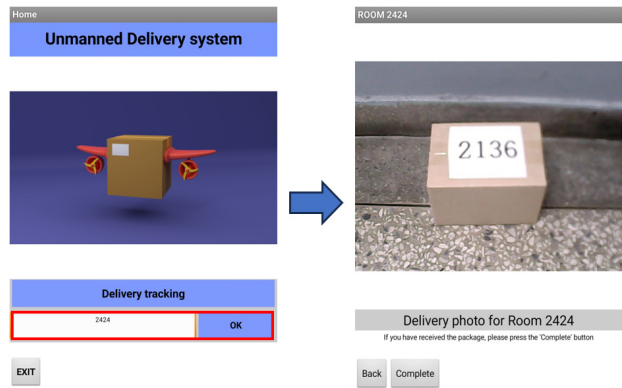 Home
Unmanned Delivery system
Delivery tracking
2424
OK
EXIT
ROOM 2424
2136
Delivery photo for Room 2424
If you have received the package, please press the 'Complete' button
Back
Complete